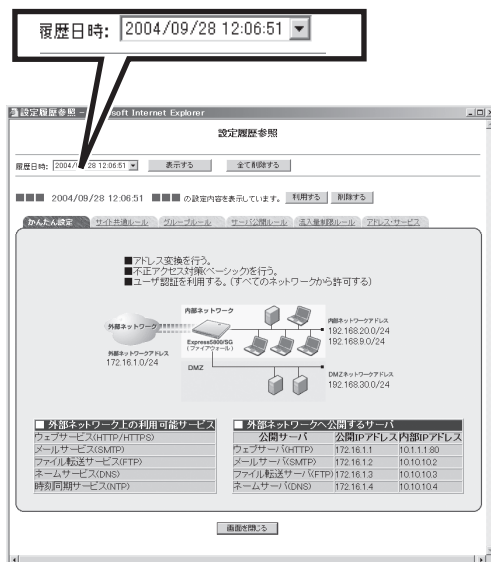 履歴日時: 2004/09/28 12:06:51
設定履歴参照 - soft Internet Explorer
設定履歴参照
履歴日時: 2004/ 28 12:06:51 表示する 全て削除する
■■■ 2004/09/28 12:06:51 ■■■ の設定内容を表示しています。 利用する 削除する
かんたん設定 サイト共通ルール グループルール サーバ公開ルール 流入量制限ルール アドレス・サービス
■アドレス変換を行う。
■不正アクセス対策(ベーシック)を行う。
■ユーザ認証を利用する。(すべてのネットワークから許可する)
内部ネットワーク
外部ネットワーク
Express5800/SG
(ファイアウォール)
内部ネットワークアドレス
192.168.20.0/24
192.168.9.0/24
外部ネットワークアドレス
172.16.1.0/24
DMZ
DMZネットワークアドレス
192.168.30.0/24
■ 外部ネットワーク上の利用可能サービス
ウェブサービス(HTTP/HTTPS)
メールサービス(SMTP)
ファイル転送サービス(FTP)
ネームサービス(DNS)
時刻同期サービス(NTP)
■ 外部ネットワークへ公開するサーバ
公開サーバ 公開IPアドレス 内部IPアドレス
ウェブサーバ(HTTP) 172.16.1.1 10.1.1.1:80
メールサーバ(SMTP) 172.16.1.2 10.10.10.2
ファイル転送サーバ(FTP) 172.16.1.3 10.10.10.3
ネームサーバ(DNS) 172.16.1.4 10.10.10.4
画面を閉じる